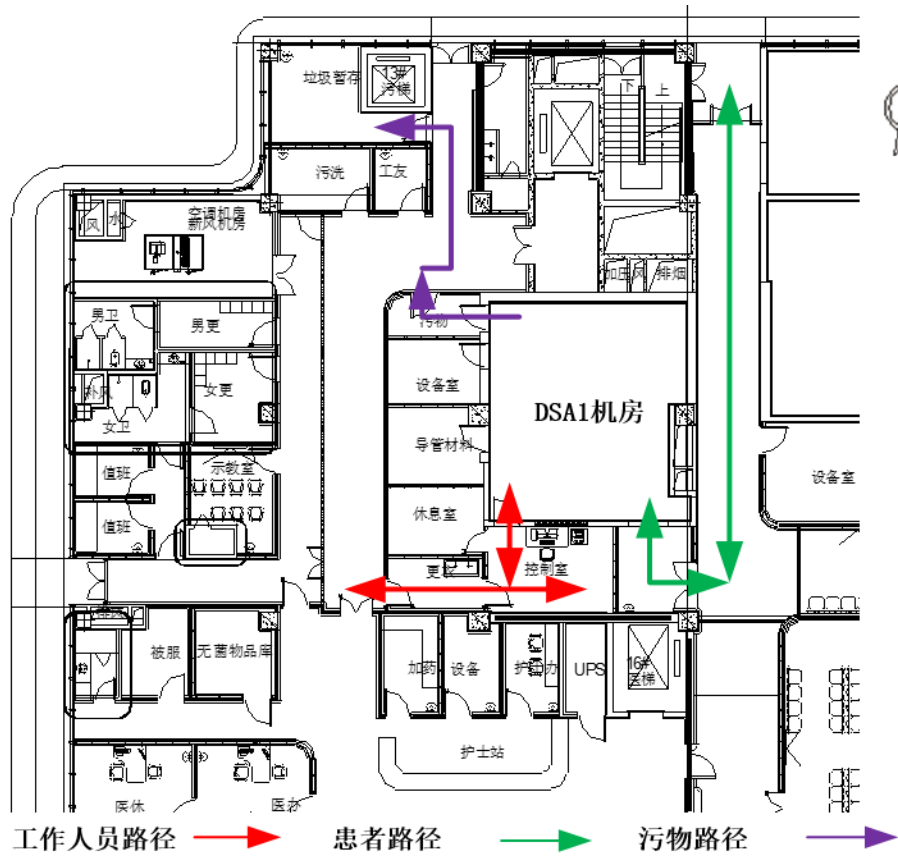 垃圾暂存
13#
污梯
下 上
污洗
工友
空调机房
新风机房
风
水
加压
风
排烟
男卫
男更
污物
补风
女更
设备室
DSA1机房
女卫
导管材料
值班
示教室
设备室
值班
休息室
更衣
控制室
被服
无菌物品库
加药
设备
护士办
UPS
16#
医梯
护士站
医休
医办
工作人员路径
患者路径
污物路径